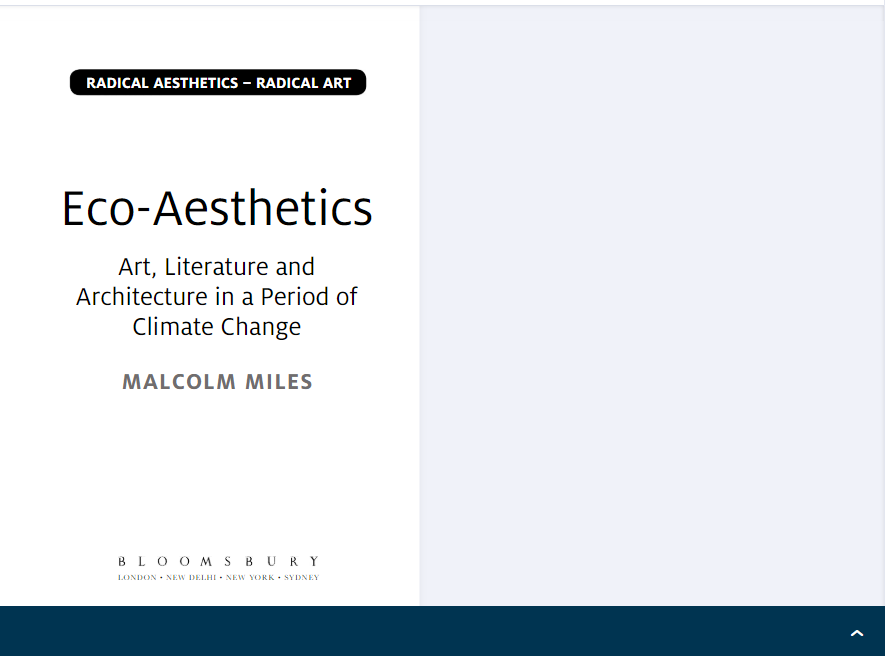 RADICAL AESTHETICS – RADICAL ART
Eco-Aesthetics
Art, Literature and
Architecture in a Period of
Climate Change
MALCOLM MILES
BLOOMSBURY
LONDON • NEW DELHI • NEW YORK • SYDNEY